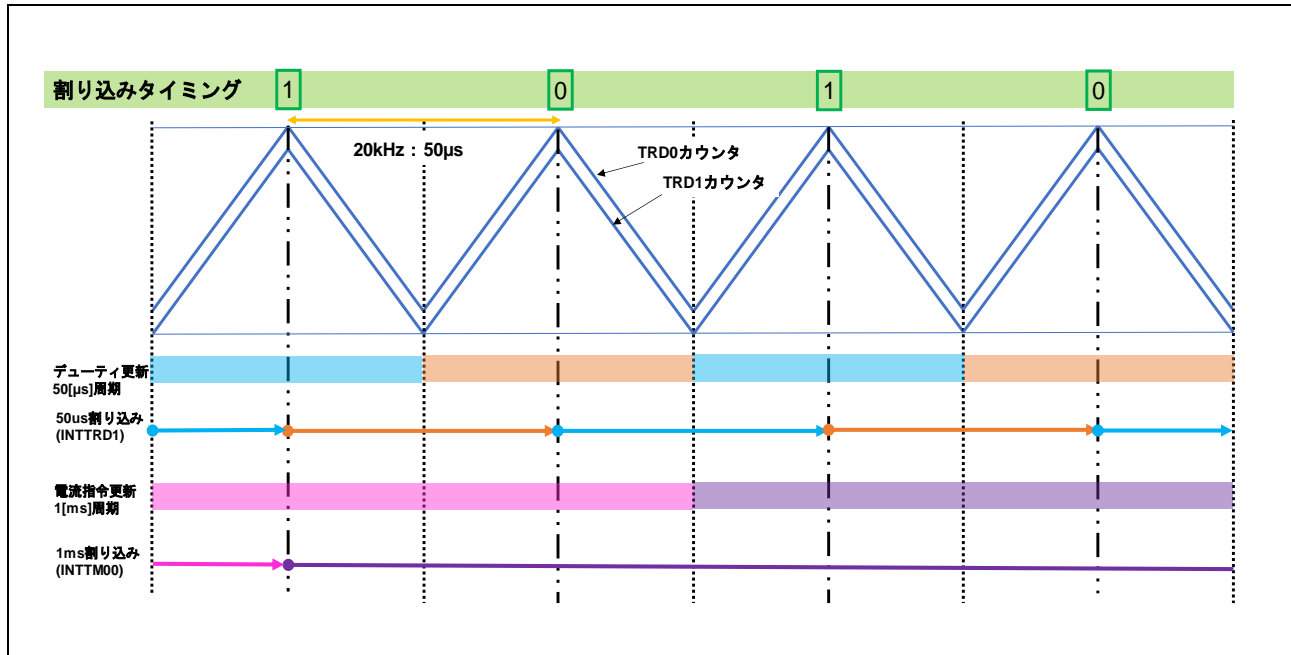 割り込みタイミング 1 0 1 0
20kHz：50μs
TRD0カウンタ
TRD1カウンタ
デューティ更新
50[μs]周期
50us割り込み
(INTTRD1)
電流指令更新
1[ms]周期
1ms割り込み
(INTTM00)